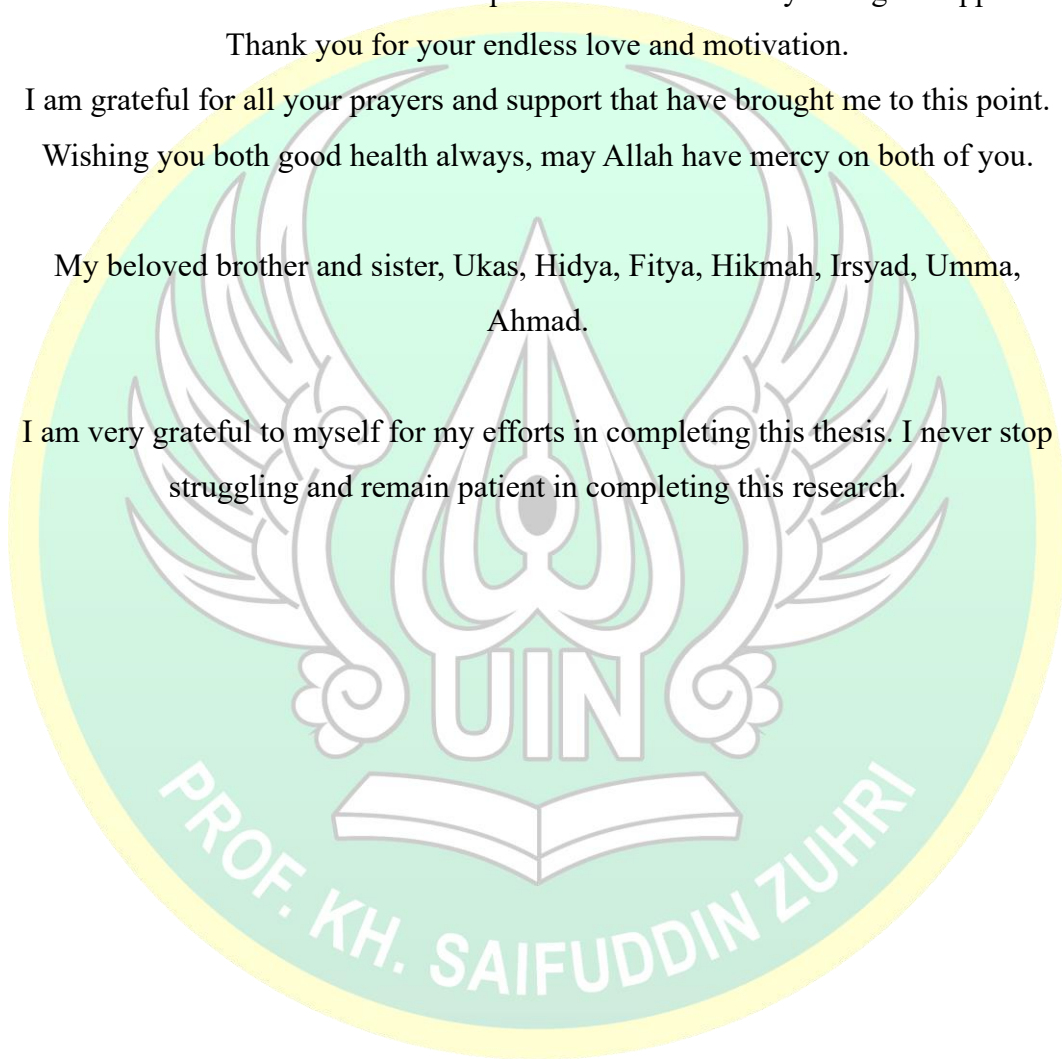 Thank you for your endless love and motivation.
I am grateful for all your prayers and support that have brought me to this point.
Wishing you both good health always, may Allah have mercy on both of you.
My beloved brother and sister, Ukas, Hidya, Fitya, Hikmah, Irsyad, Umma,
Ahmad.
I am very grateful to myself for my efforts in completing this thesis. I never stop
struggling and remain patient in completing this research.
UIN
PROF. KH. SAIFUDDIN ZUHRI